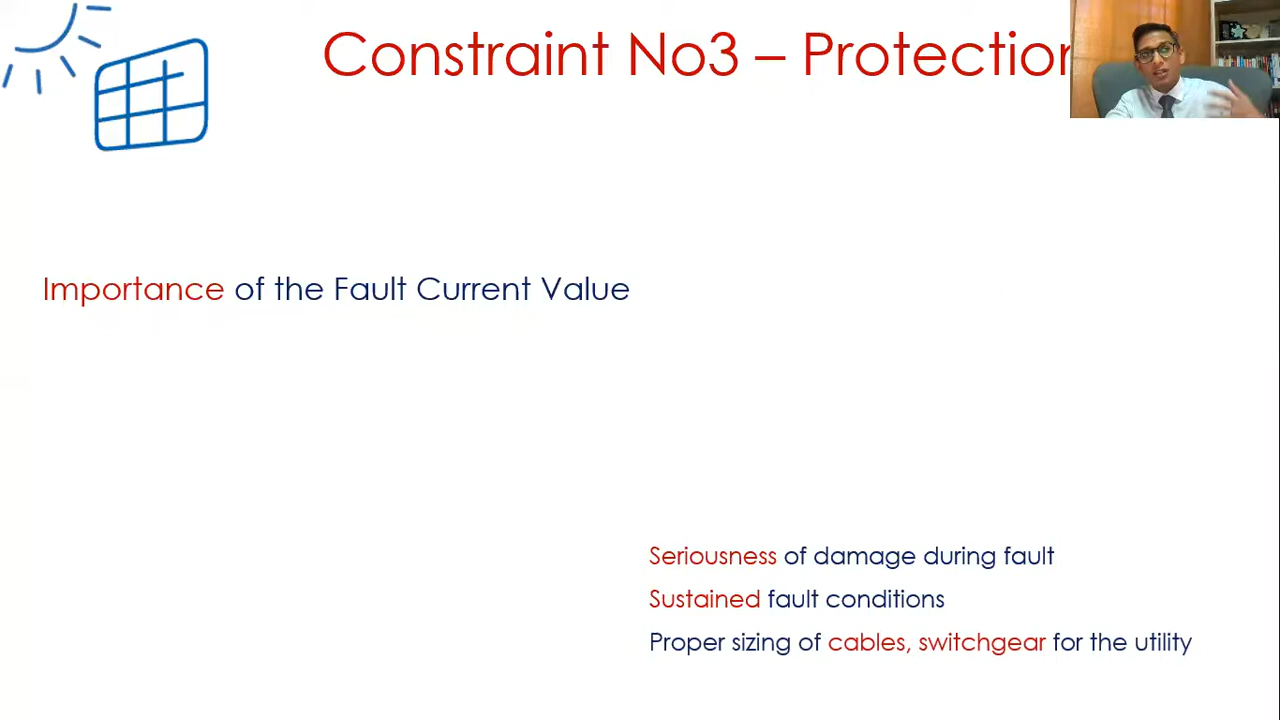 Constraint No3 – Protection
Importance of the Fault Current Value
Seriousness of damage during fault
Sustained fault conditions
Proper sizing of cables, switchgear for the utility